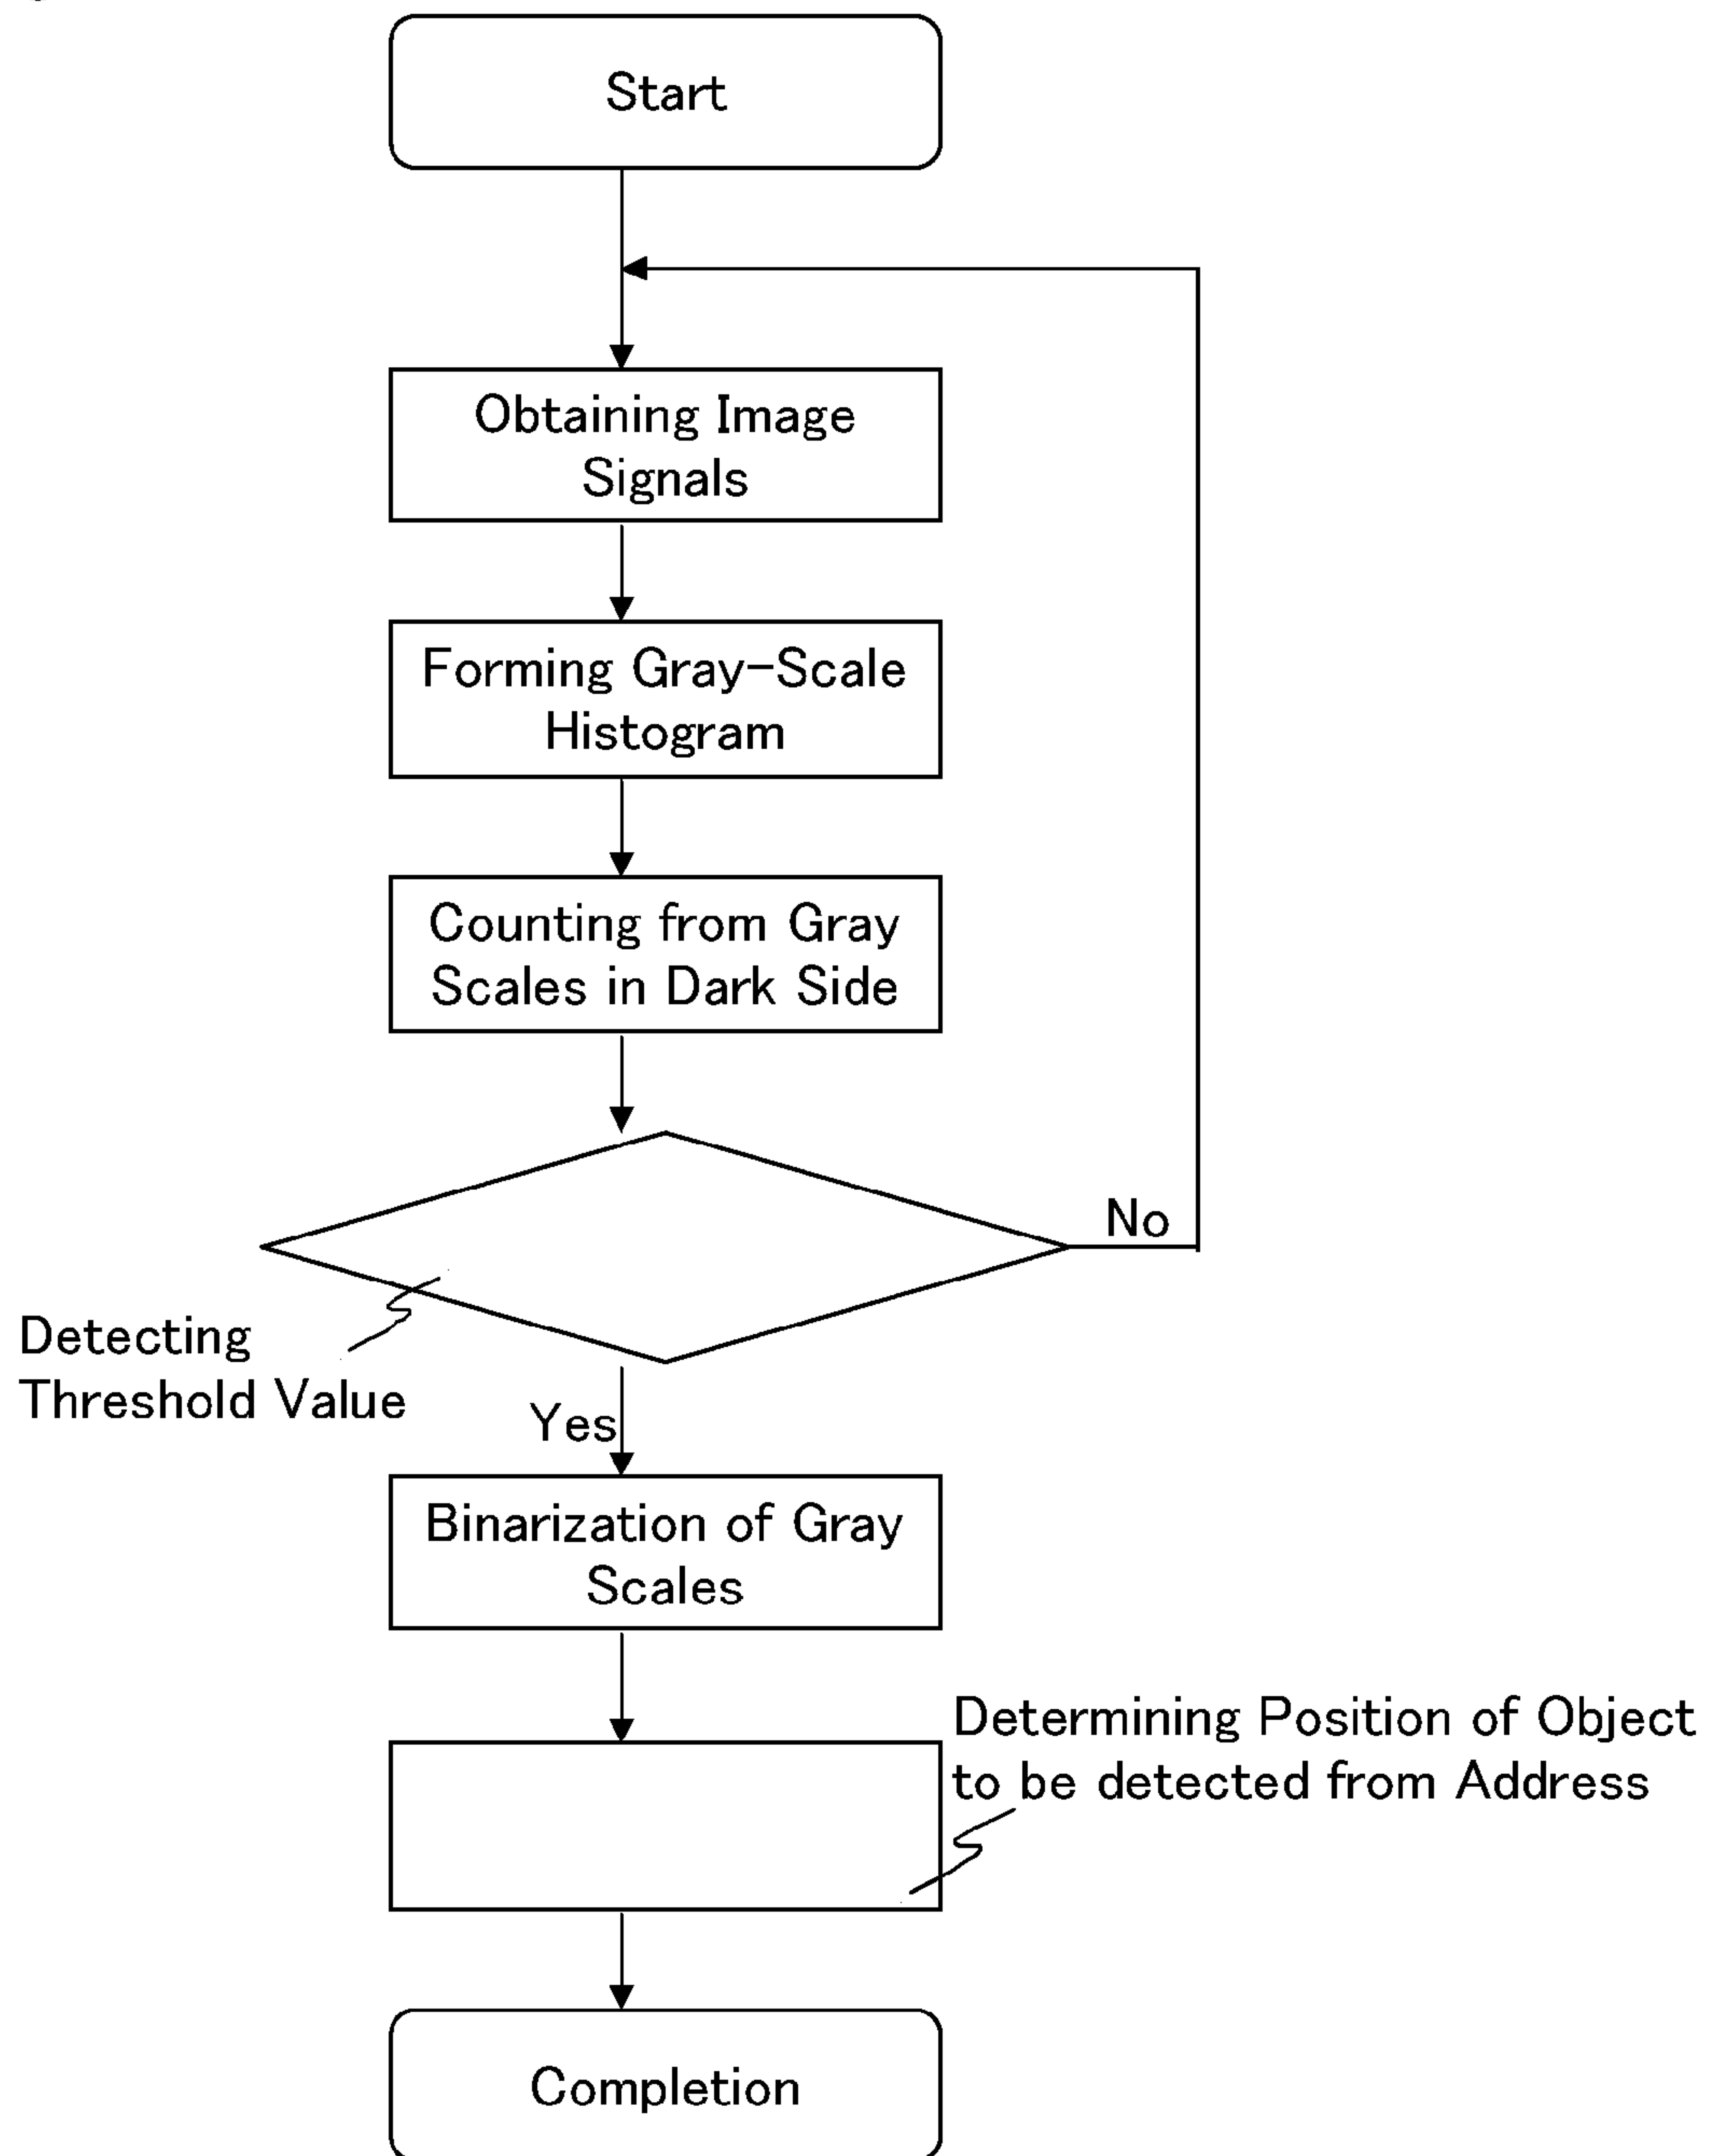 Start
Obtaining Image
Signals
Forming Gray-Scale
Histogram
Counting from Gray
Scales in Dark Side
No
Detecting
Threshold Value
Yes
Binarization of Gray
Scales
Determining Position of Object
to be detected from Address
Completion